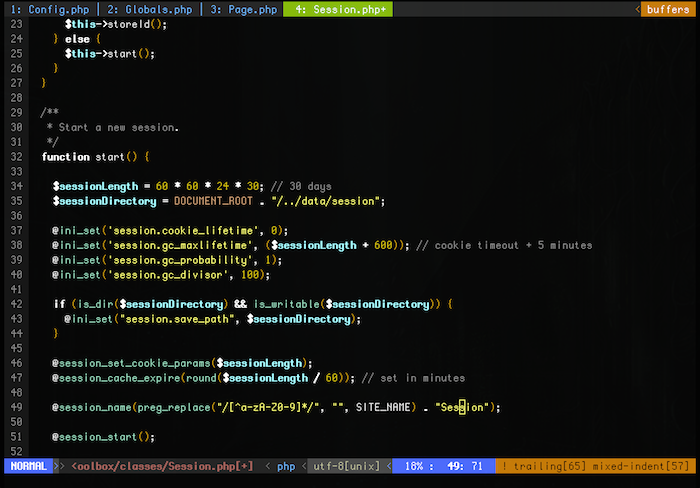 1: Config.php | 2: Globals.php | 3: Page.php 4: Session.php+ buffers
23 $this->storeId();
24 } else {
25 $this->start();
26 }
27 }
28
29 /**
30 * Start a new session.
31 */
32 function start() {
33
34 $sessionLength = 60 * 60 * 24 * 30; // 30 days
35 $sessionDirectory = DOCUMENT_ROOT . "/../data/session";
36
37 @ini_set('session.cookie_lifetime', 0);
38 @ini_set('session.gc_maxlifetime', ($sessionLength + 600)); // cookie timeout + 5 minutes
39 @ini_set('session.gc_probability', 1);
40 @ini_set('session.gc_divisor', 100);
41
42 if (is_dir($sessionDirectory) && is_writable($sessionDirectory)) {
43 @ini_set("session.save_path", $sessionDirectory);
44 }
45
46 @session_set_cookie_params($sessionLength);
47 @session_cache_expire(round($sessionLength / 60)); // set in minutes
48
49 @session_name(preg_replace("/[^a-zA-Z0-9]*/", "", SITE_NAME) . "Session");
50
51 @session_start();
52
NORMAL >> <oolbox/classes/Session.php[+] < php < utf-8[unix] < 18% : 49: 71 ! trailing[65] mixed-indent[57]